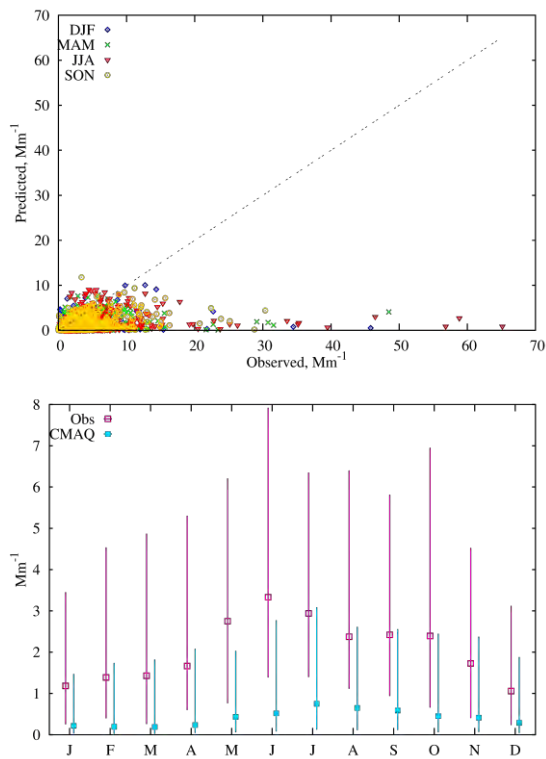 70
60
50
40
30
20
10
0
Predicted, Mm-1
DJF
MAM
JJA
SON
0 10 20 30 40 50 60 70
Observed, Mm-1
8
7
6
5
4
3
2
1
0
Mm-1
Obs
CMAQ
J F M A M J J A S O N D